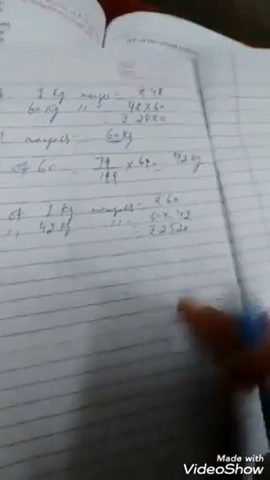 1 Kg mangoes = ₹ 48
60 Kg " " = 48 x 60
= ₹ 2880
mangoes = 60 kg
of 60 = 70/100 x 60 = 42 kg
of 1 Kg mangoes = ₹ 60
" 42 Kg " = 60 x 42
= ₹ 2520
Made with
VideoShow